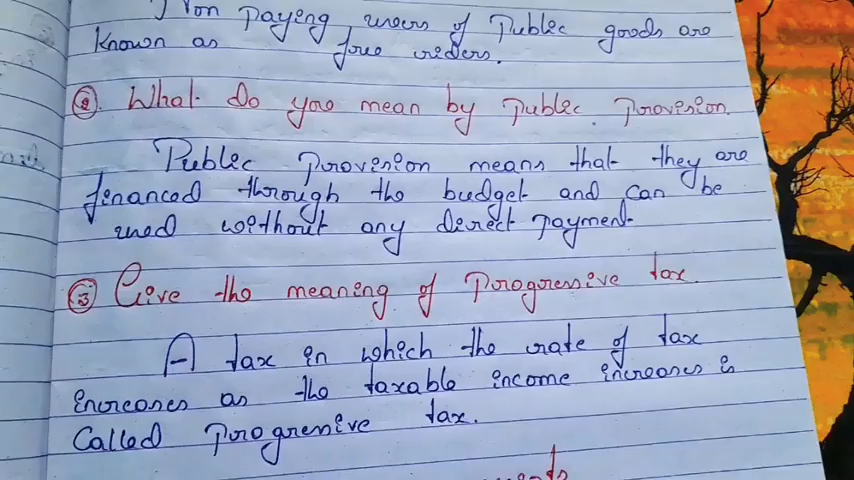 Non paying users of Public goods are
known as free riders.
② What do you mean by Public Provision.
Public Provision means that they are
financed through the budget and can be
used without any direct payment
③ Give the meaning of Progressive tax.
A tax in which the rate of tax
increases as the taxable income increases is
Called Progressive tax.